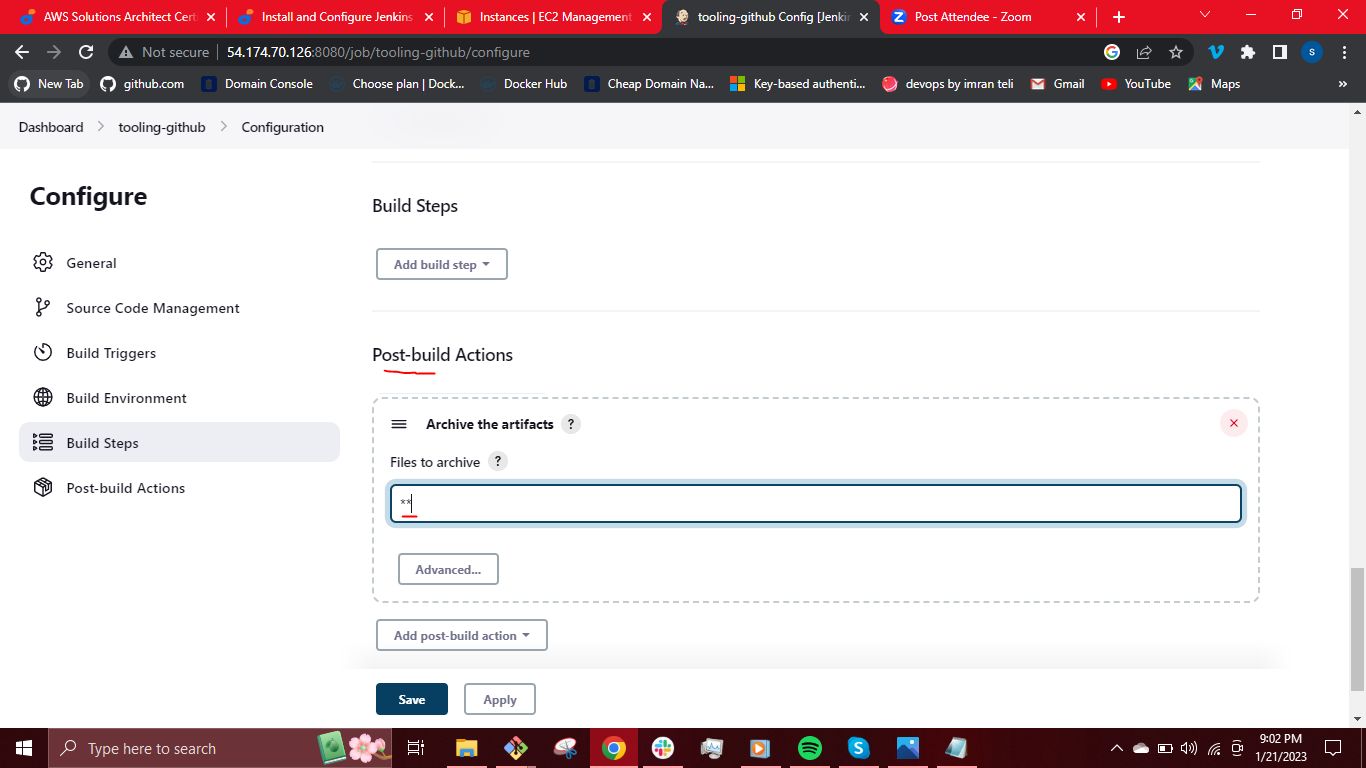 AWS Solutions Architect Cert
Install and Configure Jenkins
Instances | EC2 Management
tooling-github Config [Jenkin
Post Attendee - Zoom
Not secure
54.174.70.126:8080/job/tooling-github/configure
S
New Tab
github.com
Domain Console
Choose plan | Dock...
Docker Hub
Cheap Domain Na...
Key-based authenti...
devops by imran teli
Gmail
YouTube
Maps
»
Dashboard
tooling-github
Configuration
Configure
General
Source Code Management
Build Triggers
Build Environment
Build Steps
Post-build Actions
Build Steps
Add build step
Post-build Actions
Archive the artifacts ?
Files to archive ?
**
Advanced...
Add post-build action
Save
Apply
Type here to search
9:02 PM
1/21/2023